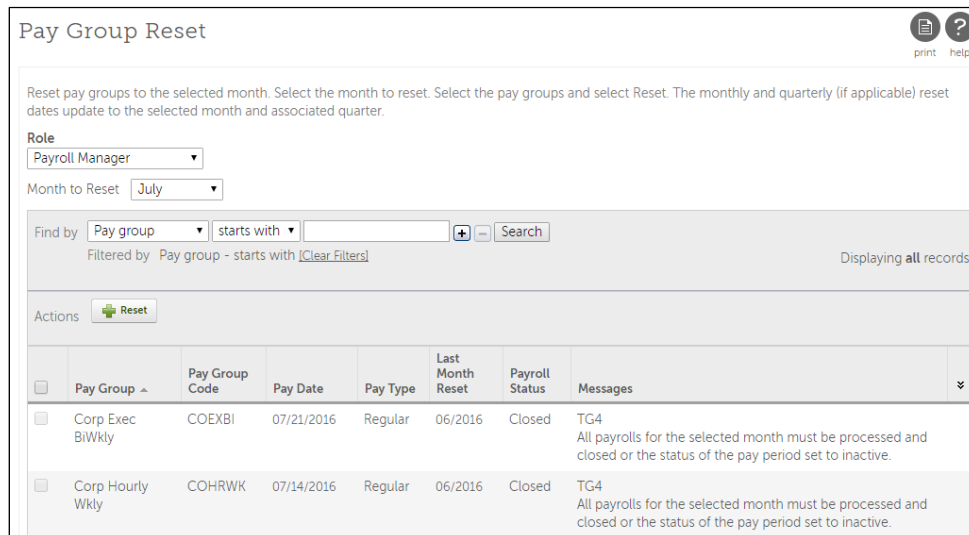 Pay Group Reset
print help
Reset pay groups to the selected month. Select the month to reset. Select the pay groups and select Reset. The monthly and quarterly (if applicable) reset
dates update to the selected month and associated quarter.
Role
Payroll Manager
Month to Reset July
Find by Pay group starts with Search
Filtered by Pay group - starts with [Clear Filters]
Displaying all records
Actions Reset
Pay Group Pay Group Code Pay Date Pay Type Last Month Reset Payroll Status Messages
Corp Exec BiWkly COEXBI 07/21/2016 Regular 06/2016 Closed TG4
All payrolls for the selected month must be processed and
closed or the status of the pay period set to inactive.
Corp Hourly Wkly COHRWK 07/14/2016 Regular 06/2016 Closed TG4
All payrolls for the selected month must be processed and
closed or the status of the pay period set to inactive.